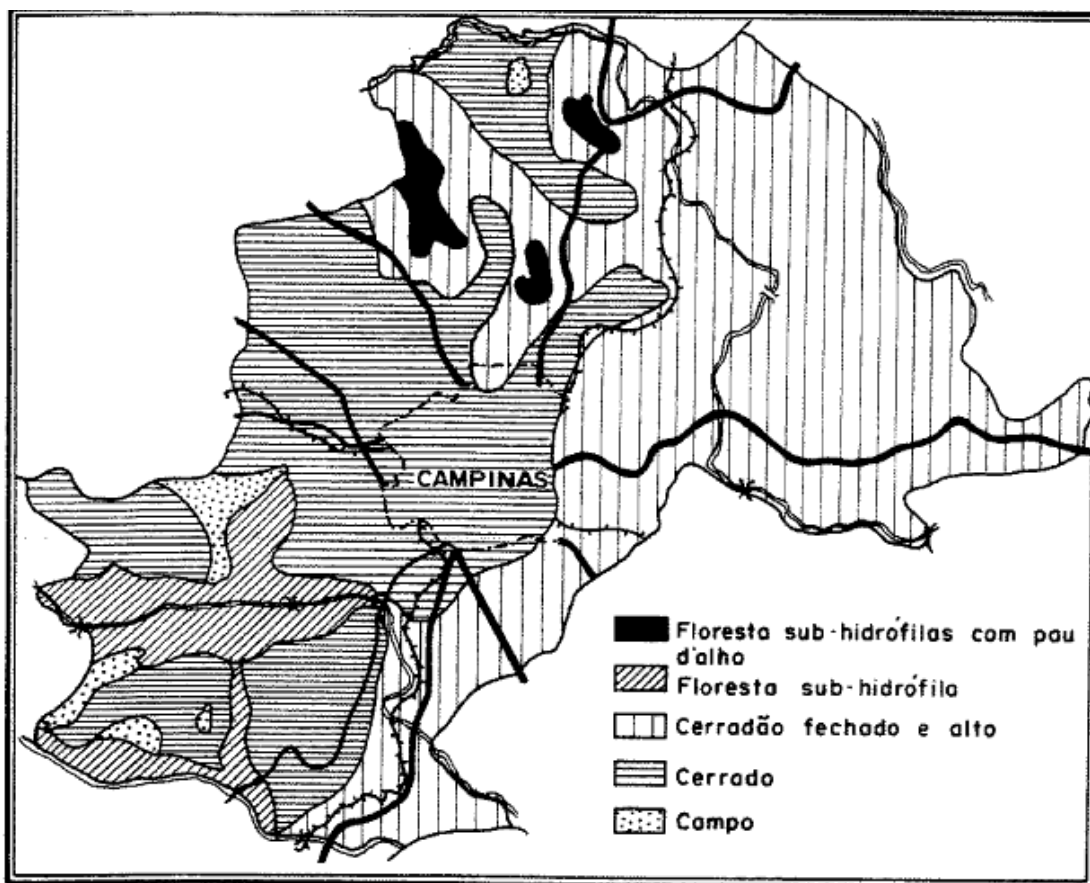 CAMPINAS
Floresta sub-hidrófilas com pau
d'alho
Floresta sub-hidrófila
Cerradão fechado e alto
Cerrado
Campo